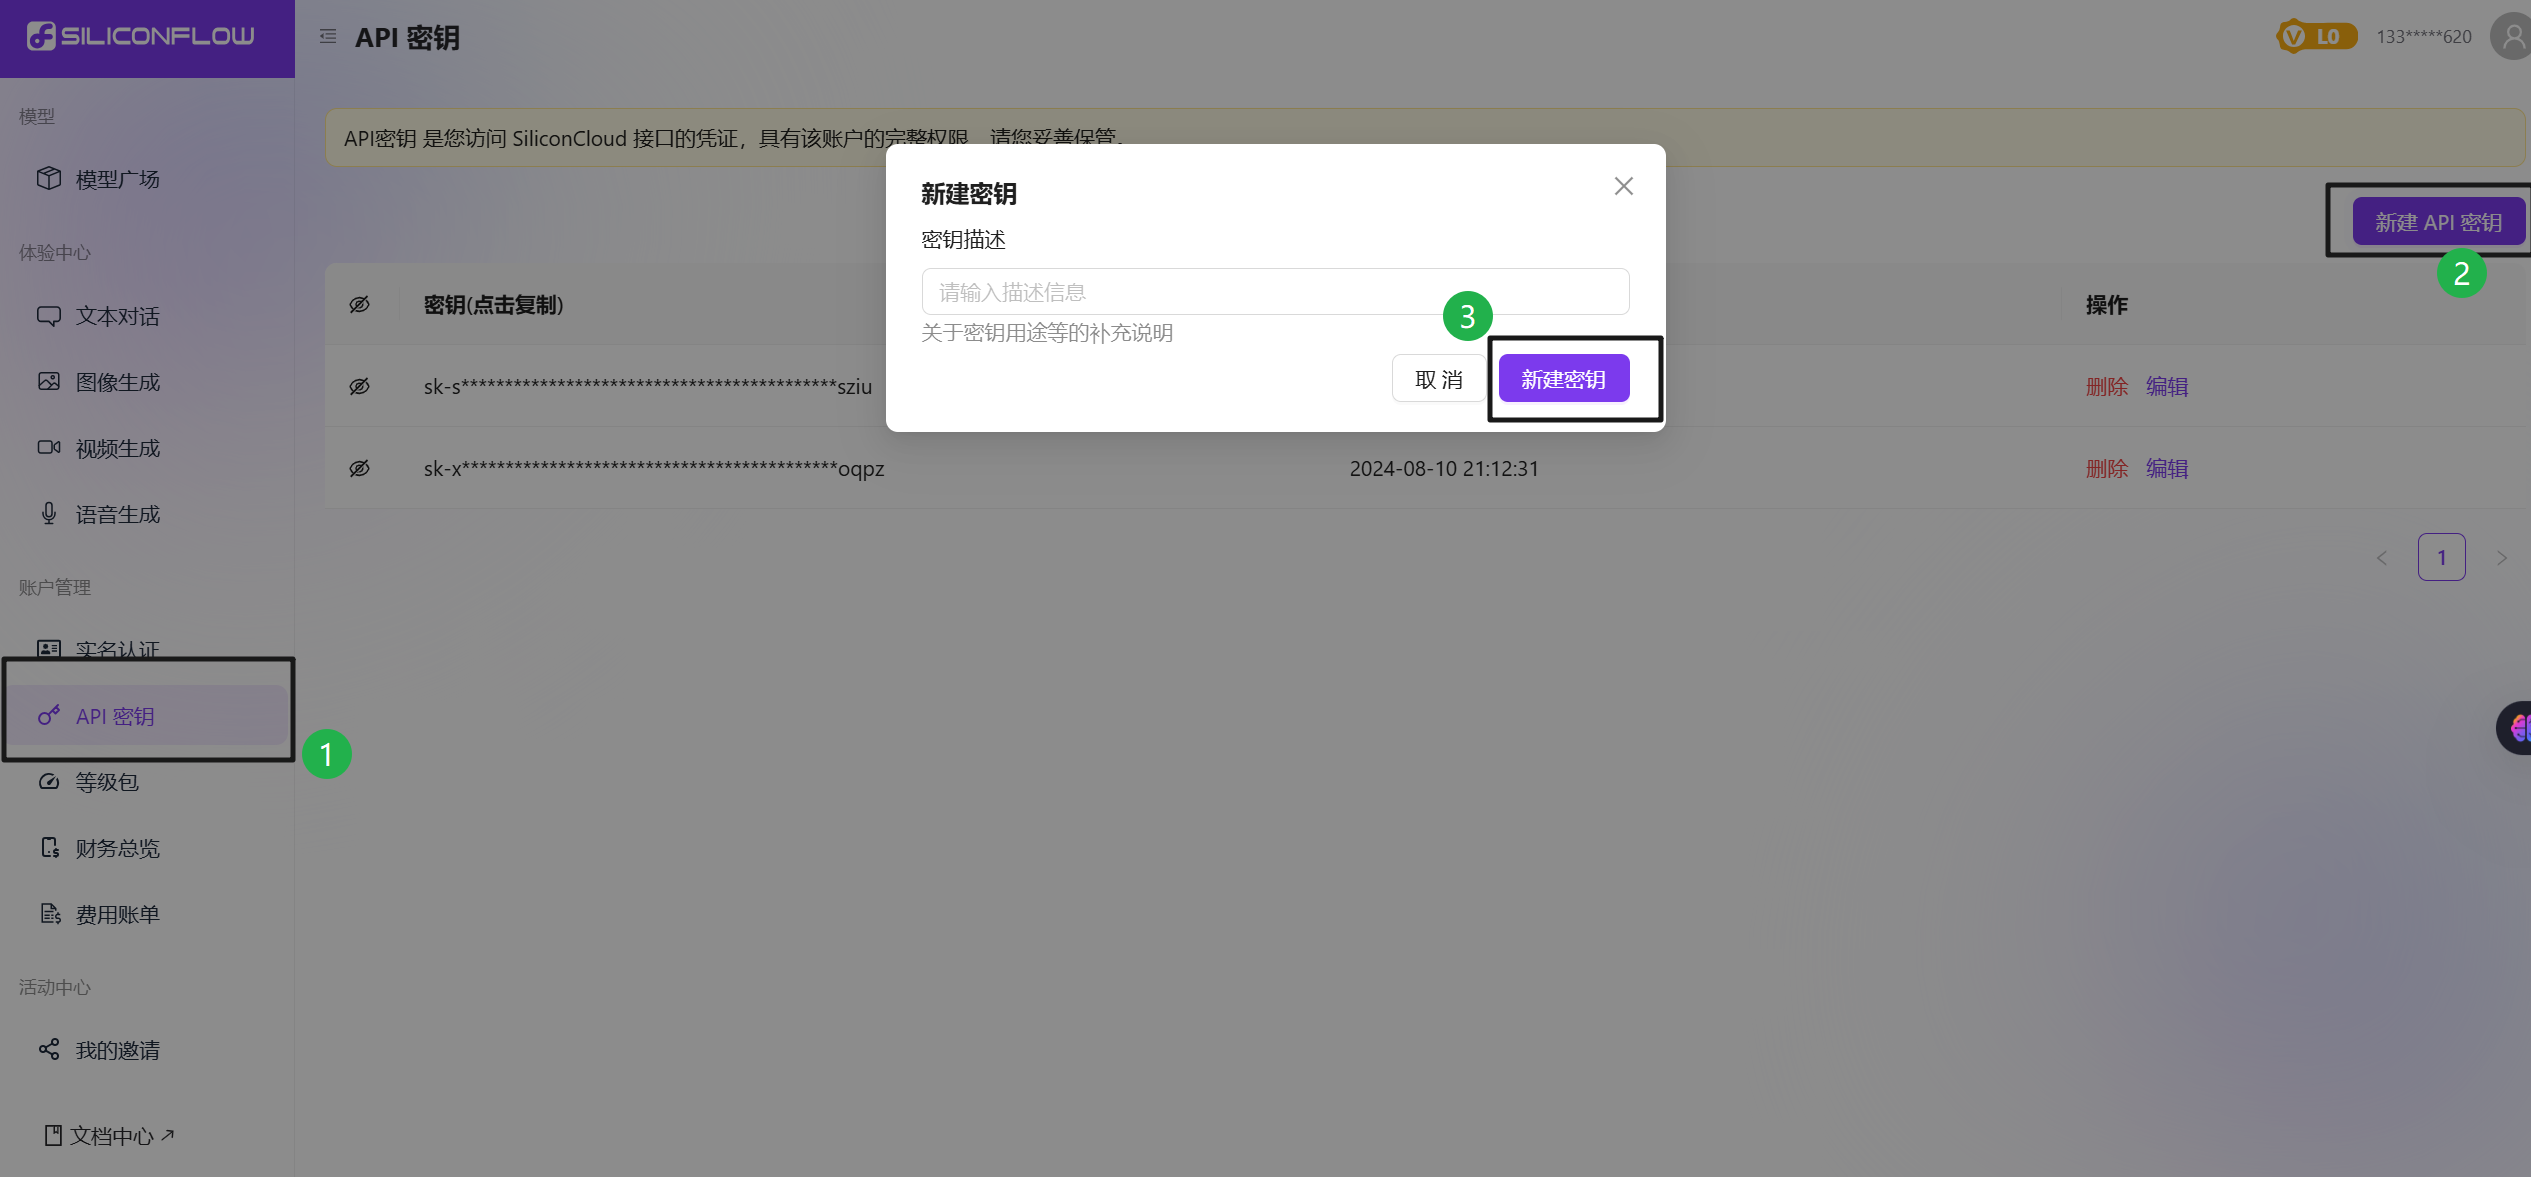 SILICONFLOW
API 密钥
L0
133*****620
模型
模型广场
体验中心
文本对话
图像生成
视频生成
语音生成
账户管理
实名认证
API 密钥
1
等级包
财务总览
费用账单
活动中心
我的邀请
文档中心
API密钥 是您访问 SiliconCloud 接口的凭证，具有该账户的完整权限，请您妥善保管。
新建 API 密钥
2
密钥(点击复制)
操作
sk-s********************************************sziu
删除 编辑
sk-x********************************************oqpz
2024-08-10 21:12:31
删除 编辑
1
新建密钥
密钥描述
请输入描述信息
关于密钥用途等的补充说明
3
取 消
新建密钥